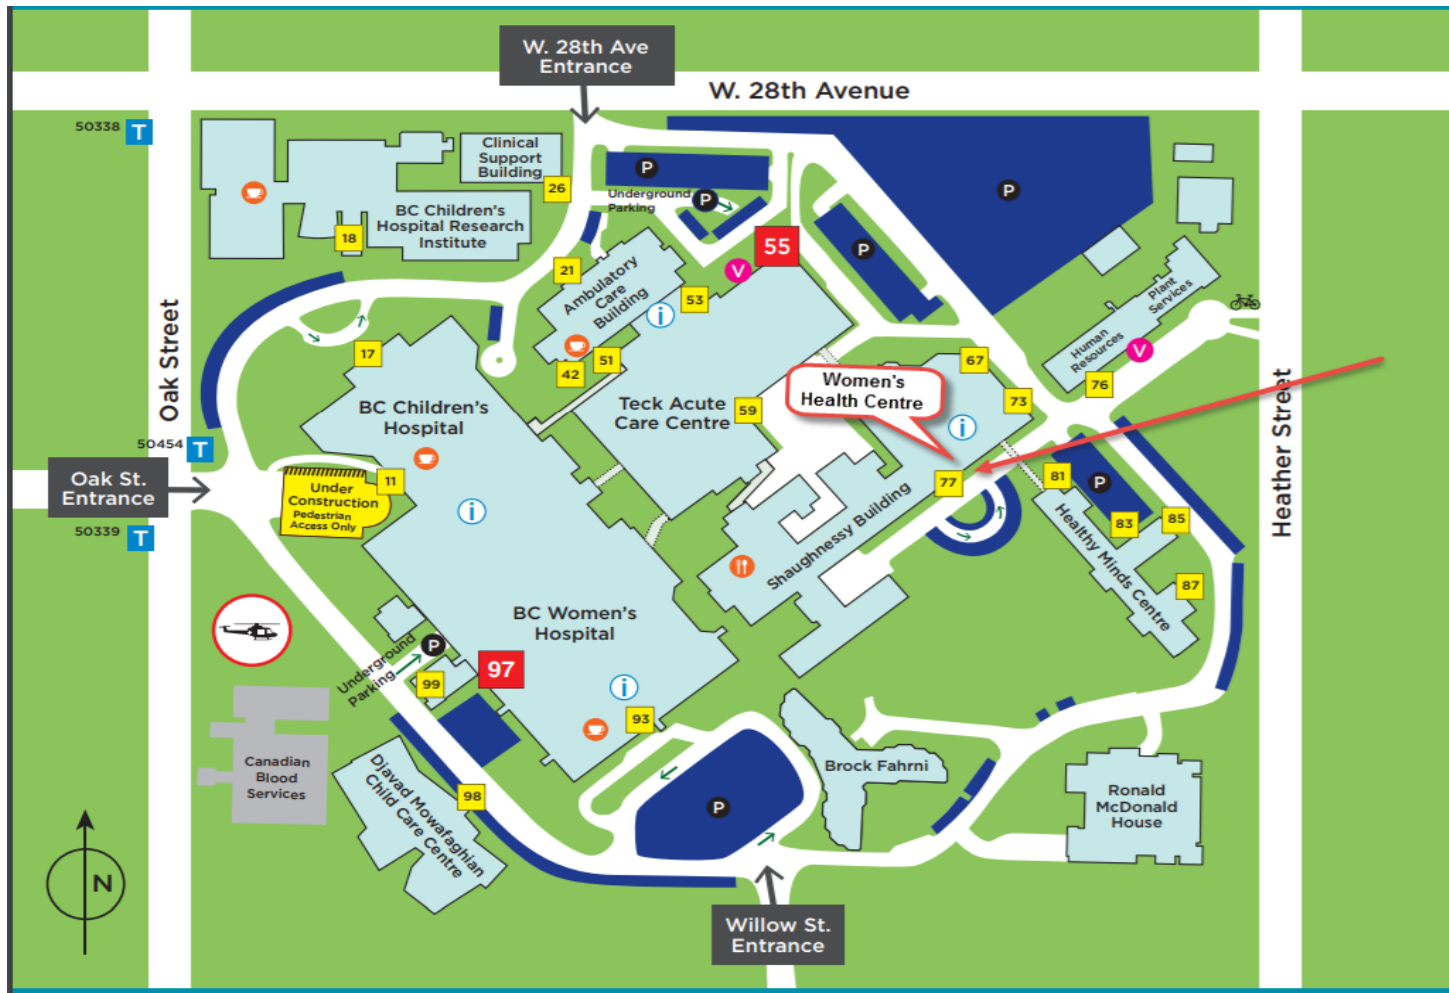 W. 28th Ave
Entrance
W. 28th Avenue
50338
T
Clinical
Support
Building
26
P
Underground
Parking
P
P
BC Children's
Hospital Research
Institute
18
55
V
P
21
Ambulatory
Care
Building
53
i
Plant
Services
Human
Resources
V
76
Oak Street
17
42
51
67
Women's
Health Centre
73
i
BC Children's
Hospital
Teck Acute
Care Centre
59
Heather Street
50454
T
Oak St.
Entrance
Under
Construction
Pedestrian
Access Only
11
i
77
81
P
83
85
50339
T
Shaughnessy Building
Healthy Minds Centre
87
BC Women's
Hospital
Underground
Parking
P
99
97
i
93
Canadian
Blood
Services
Djavad Mowafaghian
Child Care Centre
98
P
Brock Fahrni
Ronald
McDonald
House
N
Willow St.
Entrance